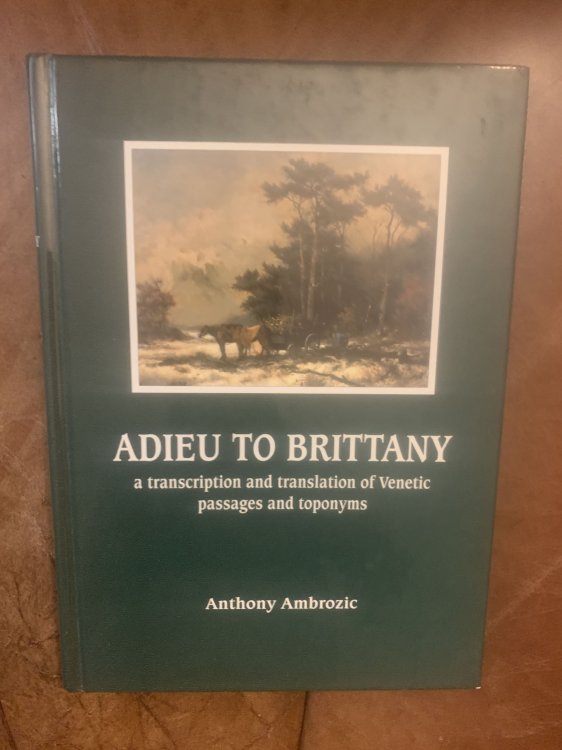 ADIEU TO BRITTANY
a transcription and translation of Venetic
passages and toponyms
Anthony Ambrozic